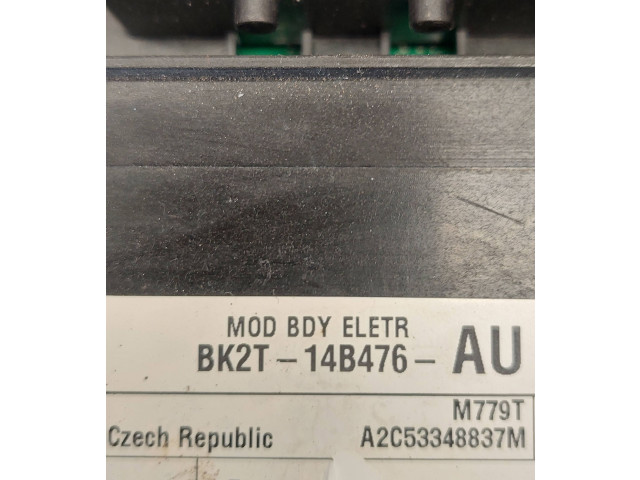 MOD BDY ELETR
BK2T-14B476-AU
M779T
Czech Republic A2C53348837M